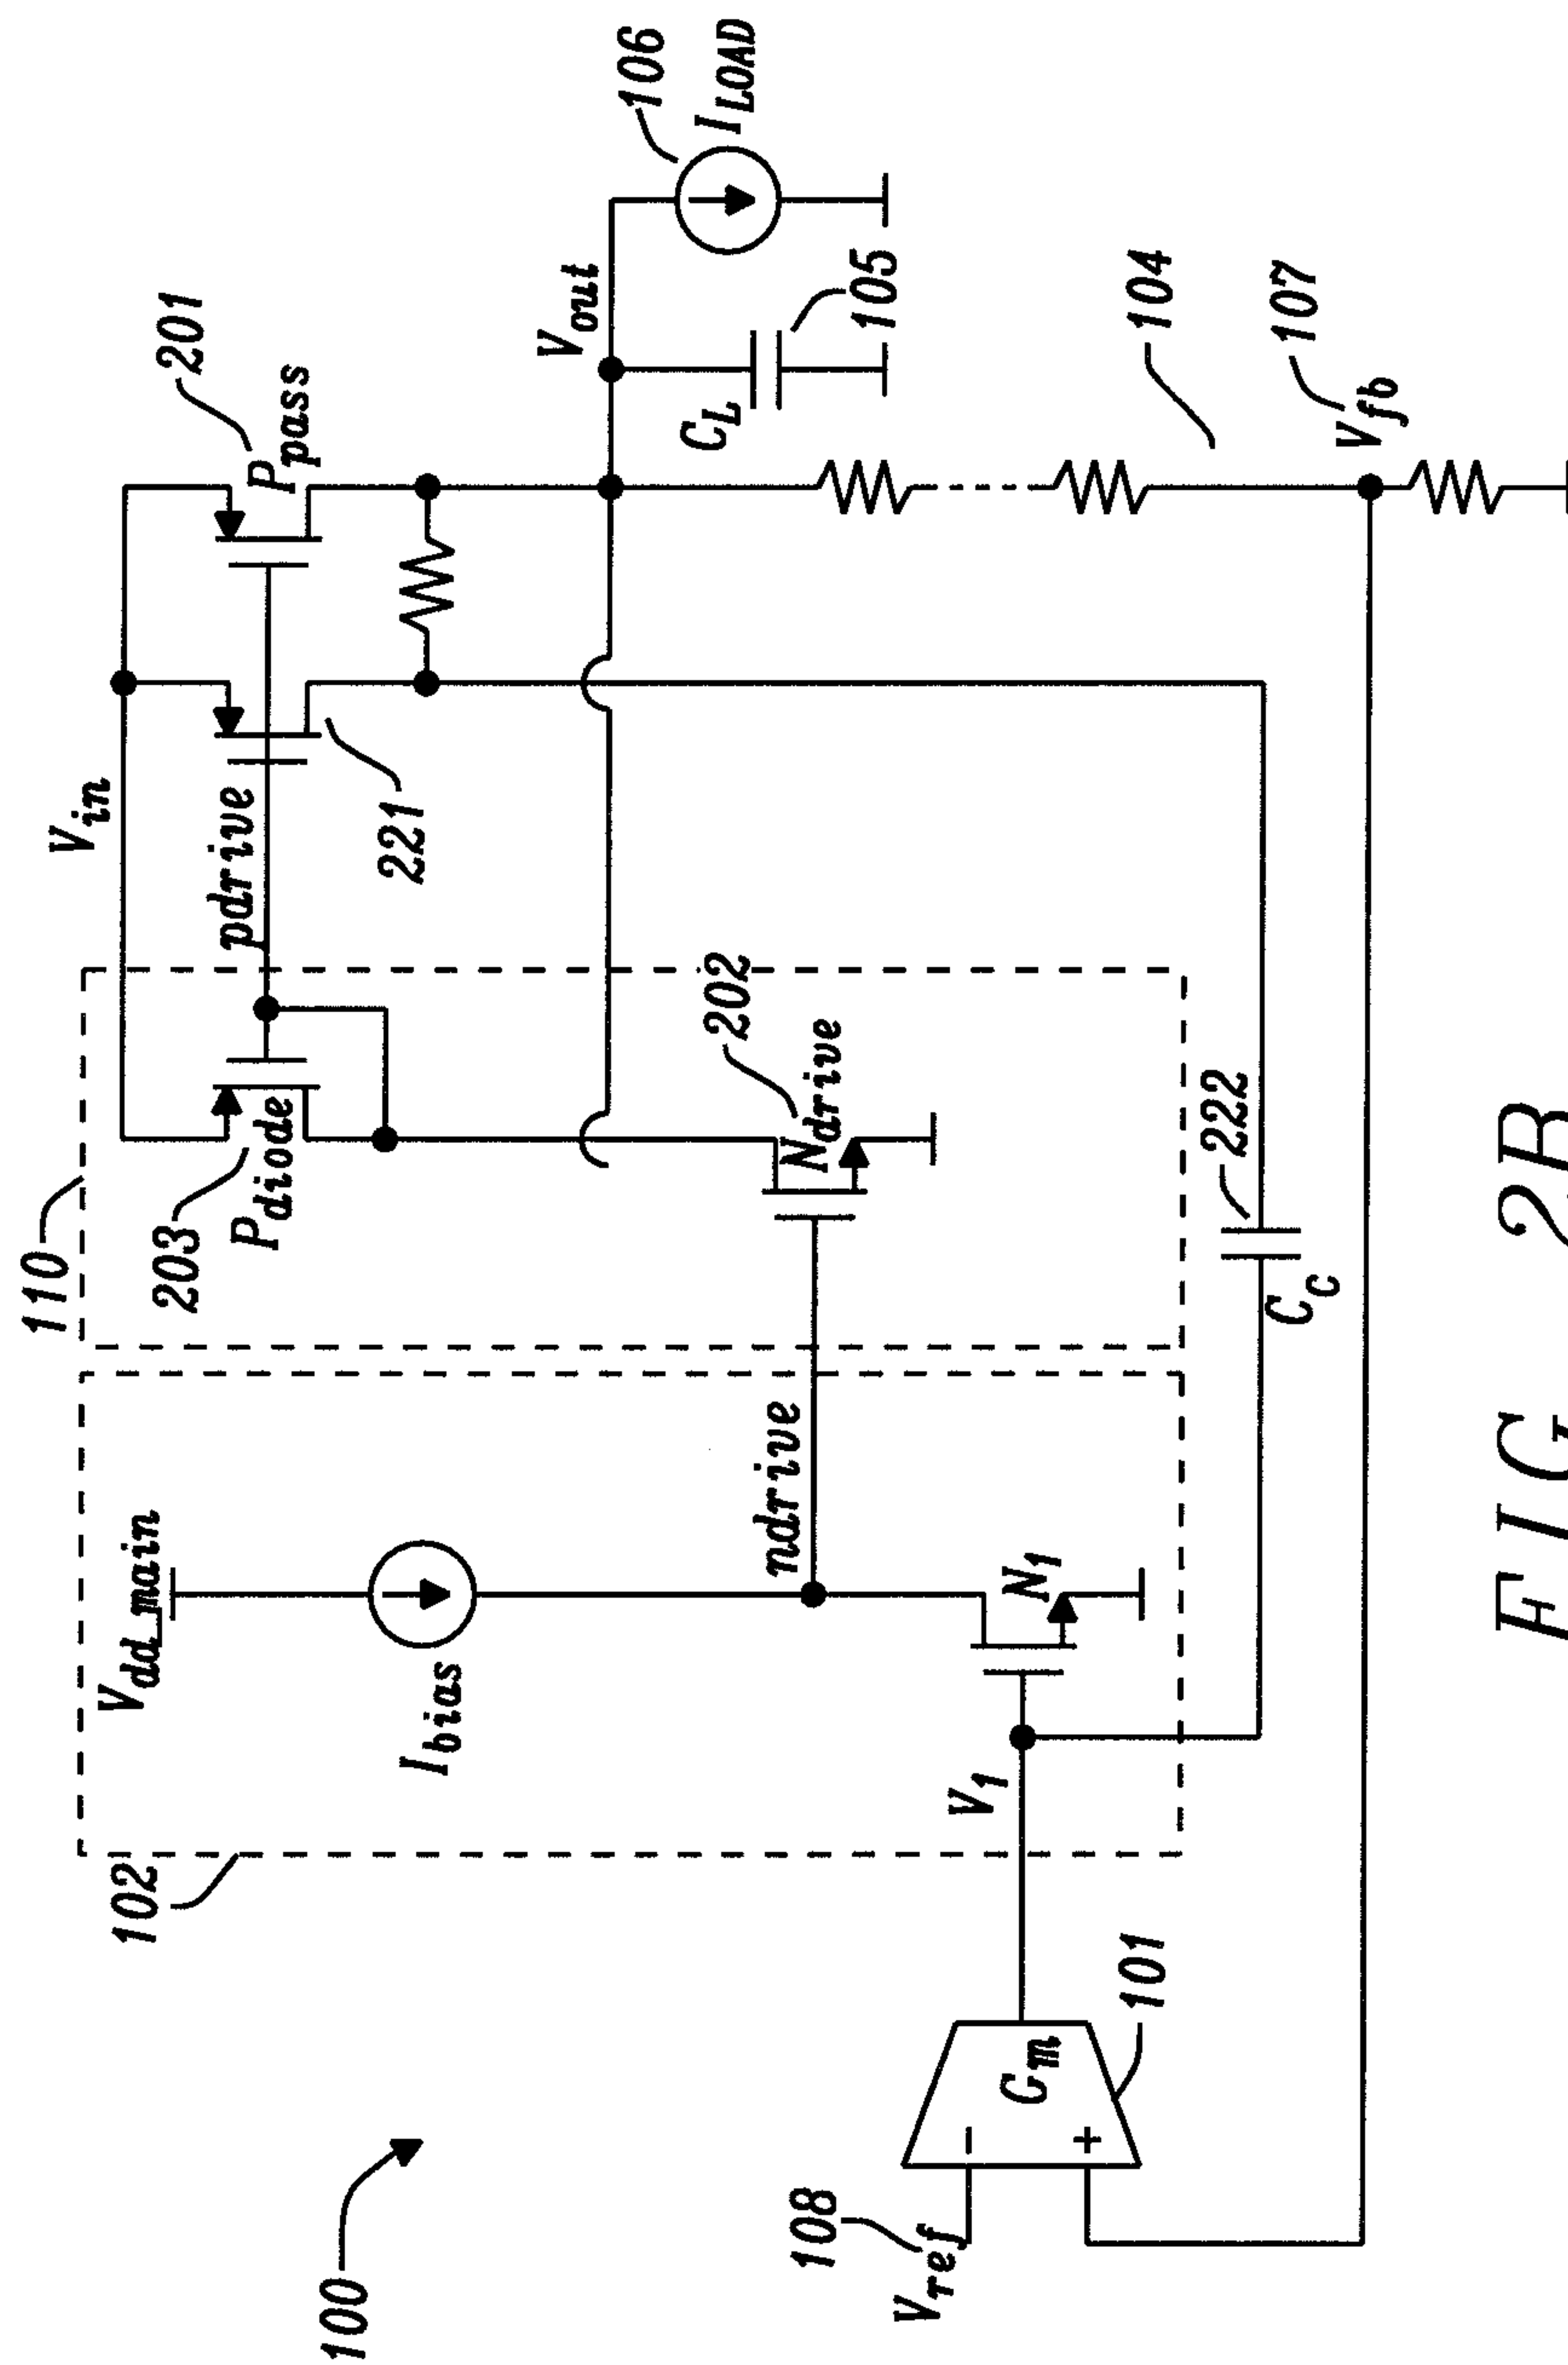 110
V_in
201
P_pass
106
I_LOAD
203
P_diode
pdrive
221
V_out
C_L
105
102
V_dd_main
I_bias
ndrive
202
N_drive
104
107
V_fb
V_1
N_1
222
C_C
100
108
V_ref
G_m
101
FIG. 2B